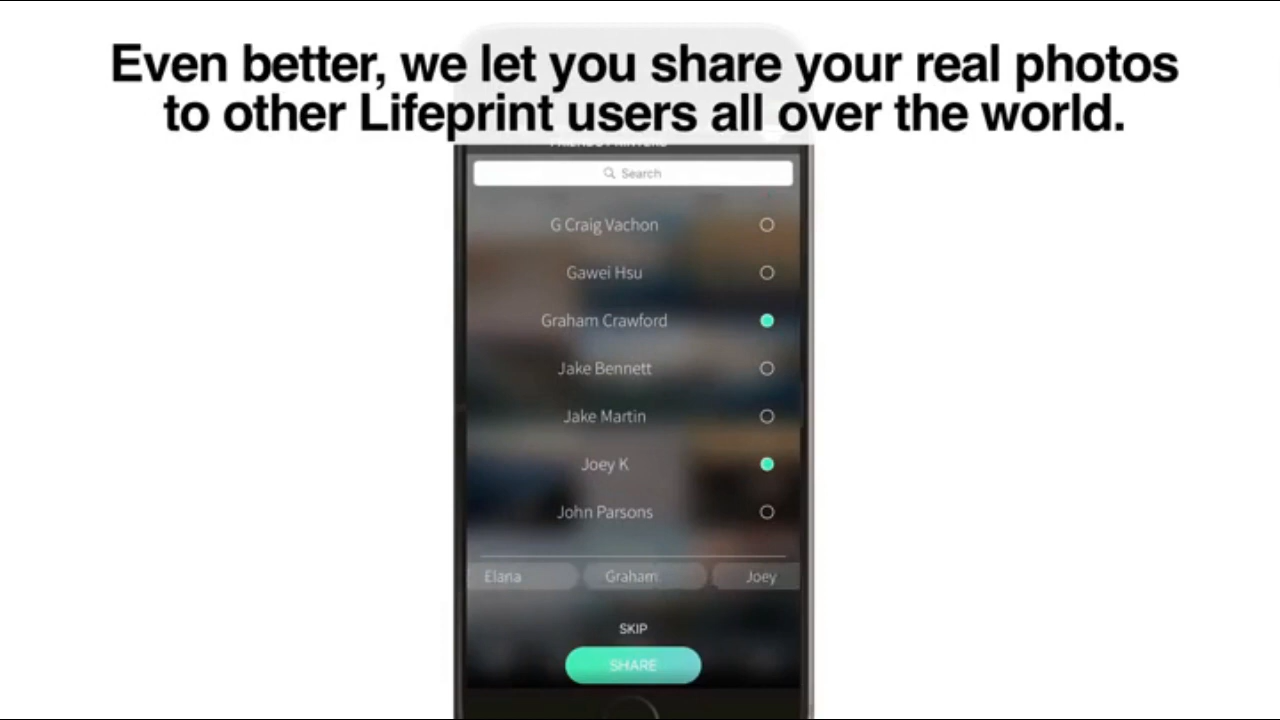 Even better, we let you share your real photos
to other Lifeprint users all over the world.
Search
G Craig Vachon
Gawei Hsu
Graham Crawford
Jake Bennett
Jake Martin
Joey K
John Parsons
Elana Graham Joey
SKIP
SHARE